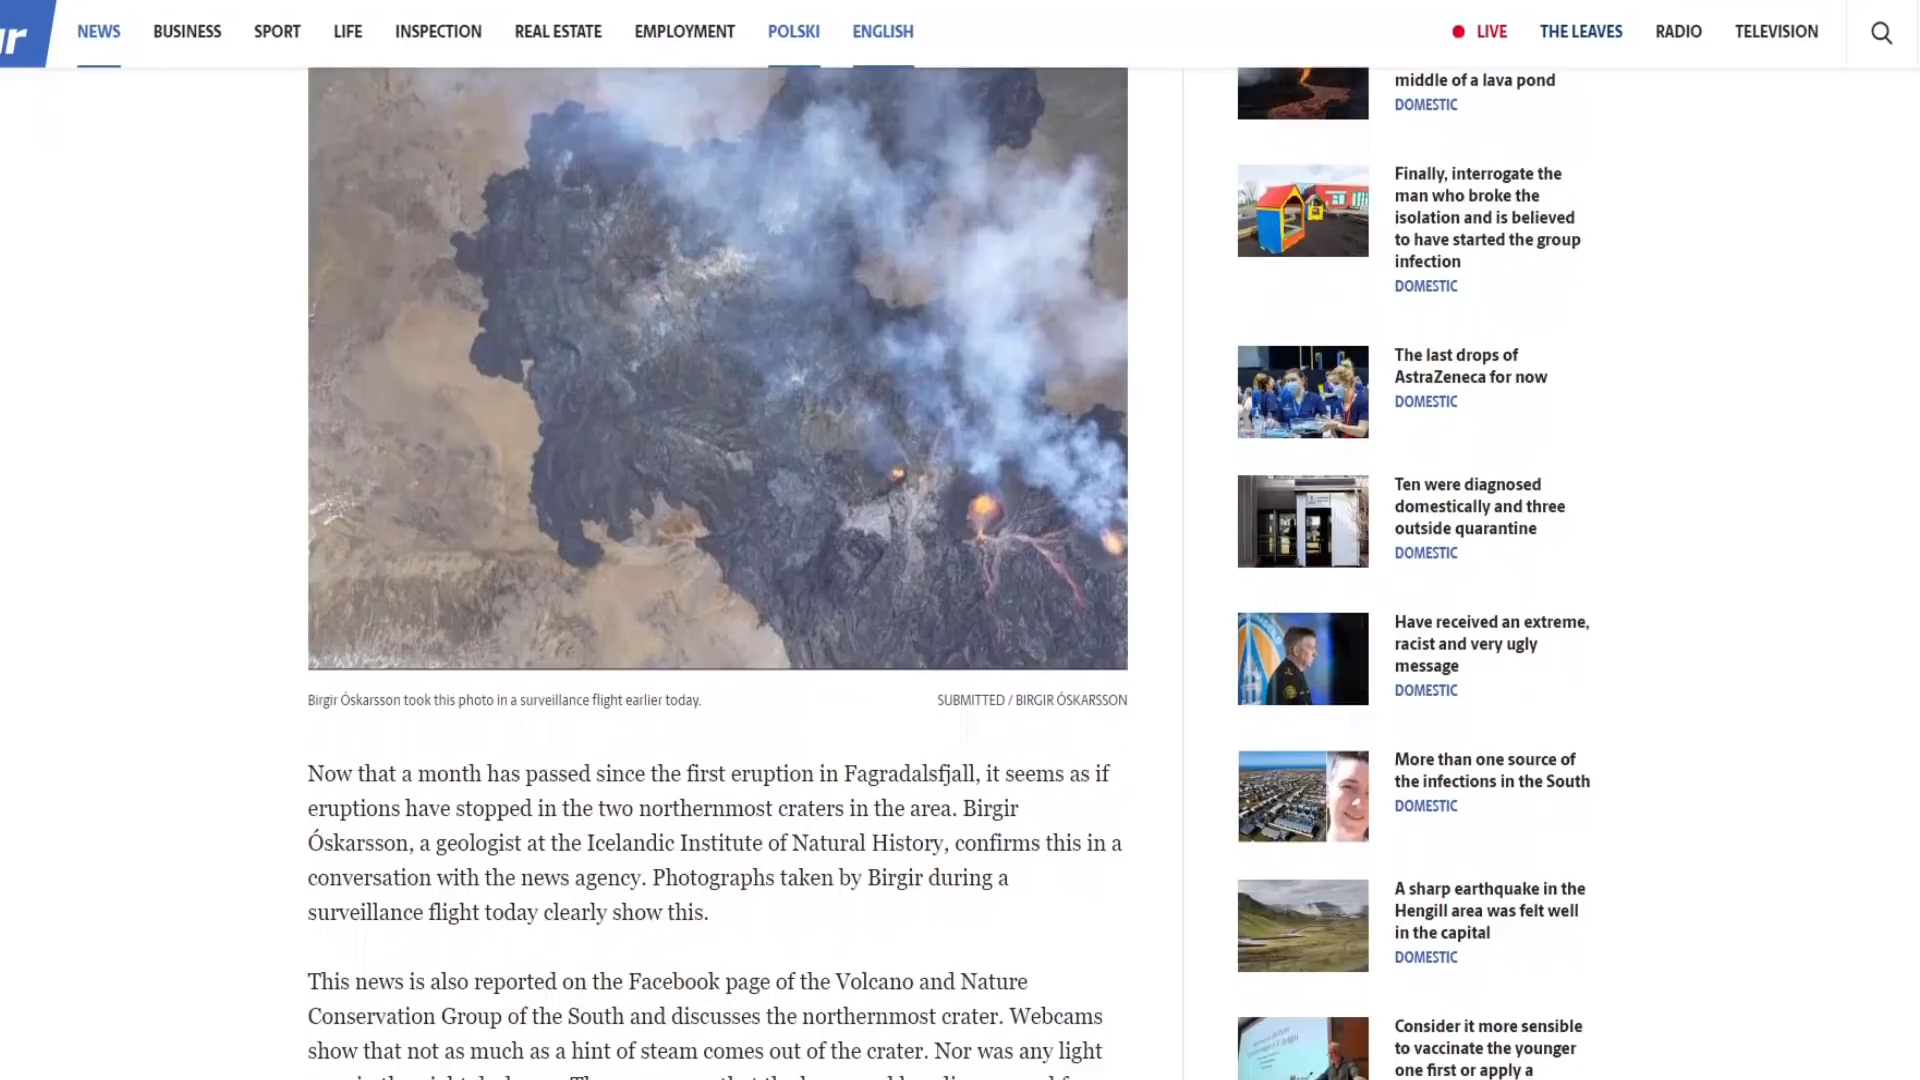 NEWS BUSINESS SPORT LIFE INSPECTION REAL ESTATE EMPLOYMENT POLSKI ENGLISH LIVE THE LEAVES RADIO TELEVISION
Birgir Óskarsson took this photo in a surveillance flight earlier today. SUBMITTED / BIRGIR ÓSKARSSON
Now that a month has passed since the first eruption in Fagradalsfjall, it seems as if
eruptions have stopped in the two northernmost craters in the area. Birgir
Óskarsson, a geologist at the Icelandic Institute of Natural History, confirms this in a
conversation with the news agency. Photographs taken by Birgir during a
surveillance flight today clearly show this.
This news is also reported on the Facebook page of the Volcano and Nature
Conservation Group of the South and discusses the northernmost crater. Webcams
show that not as much as a hint of steam comes out of the crater. Nor was any light
middle of a lava pond
DOMESTIC
Finally, interrogate the
man who broke the
isolation and is believed
to have started the group
infection
DOMESTIC
The last drops of
AstraZeneca for now
DOMESTIC
Ten were diagnosed
domestically and three
outside quarantine
DOMESTIC
Have received an extreme,
racist and very ugly
message
DOMESTIC
More than one source of
the infections in the South
DOMESTIC
A sharp earthquake in the
Hengill area was felt well
in the capital
DOMESTIC
Consider it more sensible
to vaccinate the younger
one first or apply a